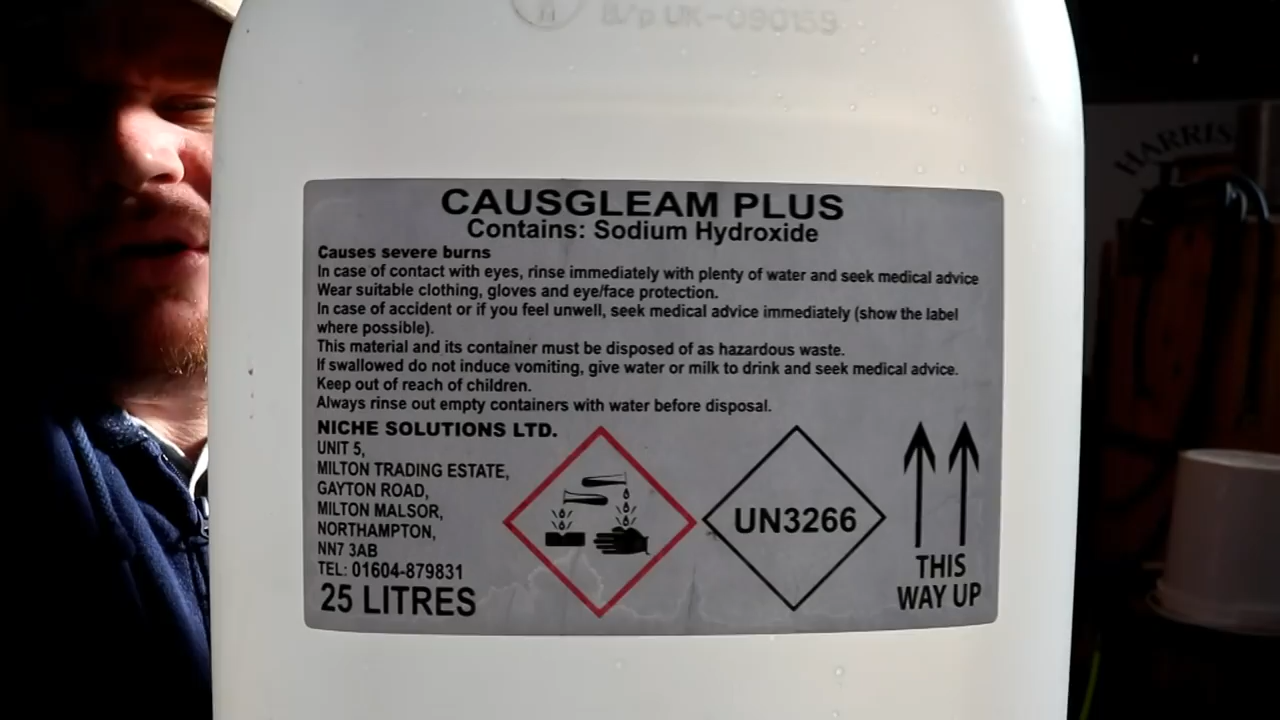 B/p UK-090159
HARRIS
CAUSGLEAM PLUS
Contains: Sodium Hydroxide
Causes severe burns
In case of contact with eyes, rinse immediately with plenty of water and seek medical advice
Wear suitable clothing, gloves and eye/face protection.
In case of accident or if you feel unwell, seek medical advice immediately (show the label
where possible).
This material and its container must be disposed of as hazardous waste.
If swallowed do not induce vomiting, give water or milk to drink and seek medical advice.
Keep out of reach of children.
Always rinse out empty containers with water before disposal.
NICHE SOLUTIONS LTD.
UNIT 5,
MILTON TRADING ESTATE,
GAYTON ROAD,
MILTON MALSOR,
NORTHAMPTON,
NN7 3AB
TEL: 01604-879831
25 LITRES
UN3266
THIS
WAY UP